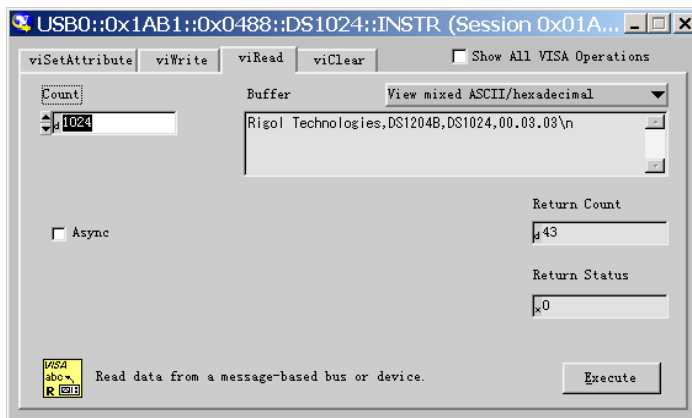 USB0::0x1AB1::0x0488::DS1024::INSTR (Session 0x01A...
viSetAttribute viWrite viRead viClear Show All VISA Operations
Count Buffer View mixed ASCII/hexadecimal
d 1024 Rigol Technologies,DS1204B,DS1024,00.03.03\n
Return Count
Async d 43
Return Status
x 0
VISA
abc
R
Read data from a message-based bus or device. Execute